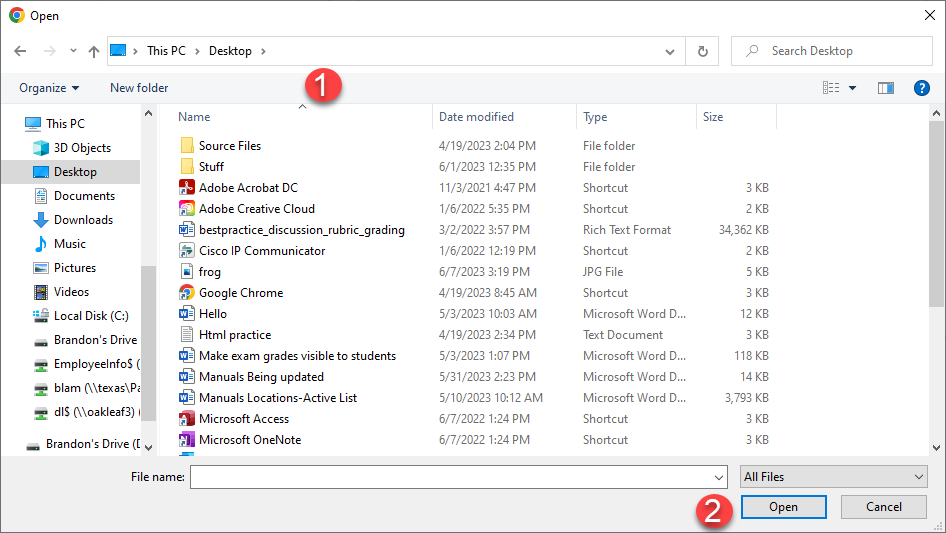 Open
This PC > Desktop >
Search Desktop
Organize
New folder
?
1
Name Date modified Type Size
This PC
3D Objects
Desktop
Documents
Downloads
Music
Pictures
Videos
Local Disk (C:)
Brandon's Drive
EmployeeInfo$ (
blam (\\texas\Pa
dl$ (\\oakleaf3)
Brandon's Drive (D
Source Files 4/19/2023 2:04 PM File folder
Stuff 6/1/2023 12:35 PM File folder
Adobe Acrobat DC 11/3/2021 4:47 PM Shortcut 3 KB
Adobe Creative Cloud 1/6/2022 5:35 PM Shortcut 2 KB
bestpractice_discussion_rubric_grading 3/2/2022 3:57 PM Rich Text Format 34,362 KB
Cisco IP Communicator 1/6/2022 12:19 PM Shortcut 2 KB
frog 6/7/2023 3:19 PM JPG File 5 KB
Google Chrome 4/19/2023 8:45 AM Shortcut 3 KB
Hello 5/3/2023 10:03 AM Microsoft Word D... 12 KB
Html practice 4/19/2023 2:34 PM Text Document 3 KB
Make exam grades visible to students 5/3/2023 1:07 PM Microsoft Word D... 118 KB
Manuals Being updated 5/31/2023 2:23 PM Microsoft Word D... 14 KB
Manuals Locations-Active List 5/10/2023 10:12 AM Microsoft Word D... 3,793 KB
Microsoft Access 6/7/2022 1:24 PM Shortcut 3 KB
Microsoft OneNote 6/7/2022 1:24 PM Shortcut 3 KB
File name:
All Files
2
Open
Cancel